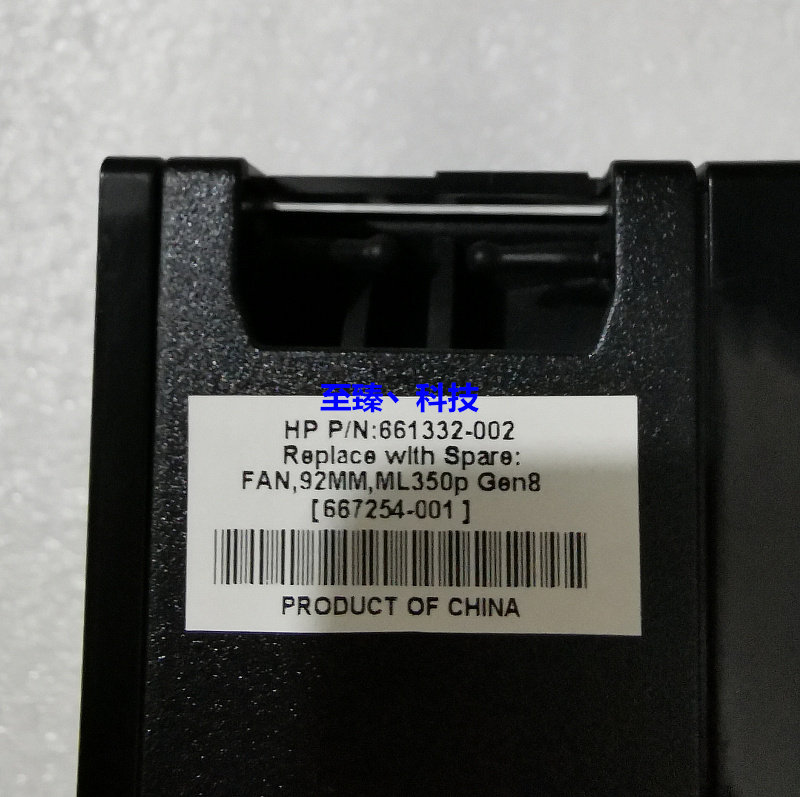 至臻、科技
HP P/N:661332-002
Replace with Spare:
FAN,92MM,ML350p Gen8
[667254-001]
PRODUCT OF CHINA